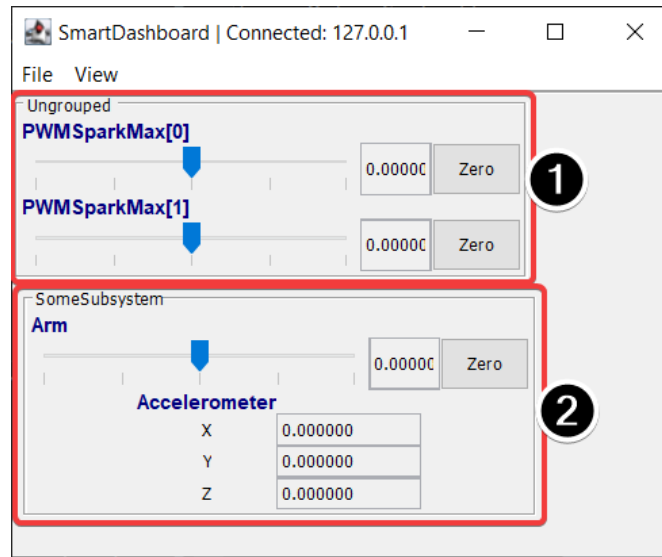 SmartDashboard | Connected: 127.0.0.1
File View
Ungrouped
PWMSparkMax[0]
0.00000 Zero
1
PWMSparkMax[1]
0.00000 Zero
SomeSubsystem
Arm
0.00000 Zero
2
Accelerometer
X 0.000000
Y 0.000000
Z 0.000000